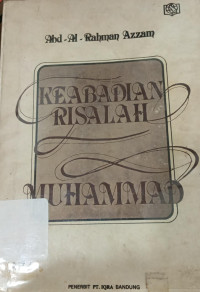 Abd-Al-Rahman Azzam
KEABADIAN
RISALAH
MUHAMMAD
PENERBIT PT. IQRA BANDUNG